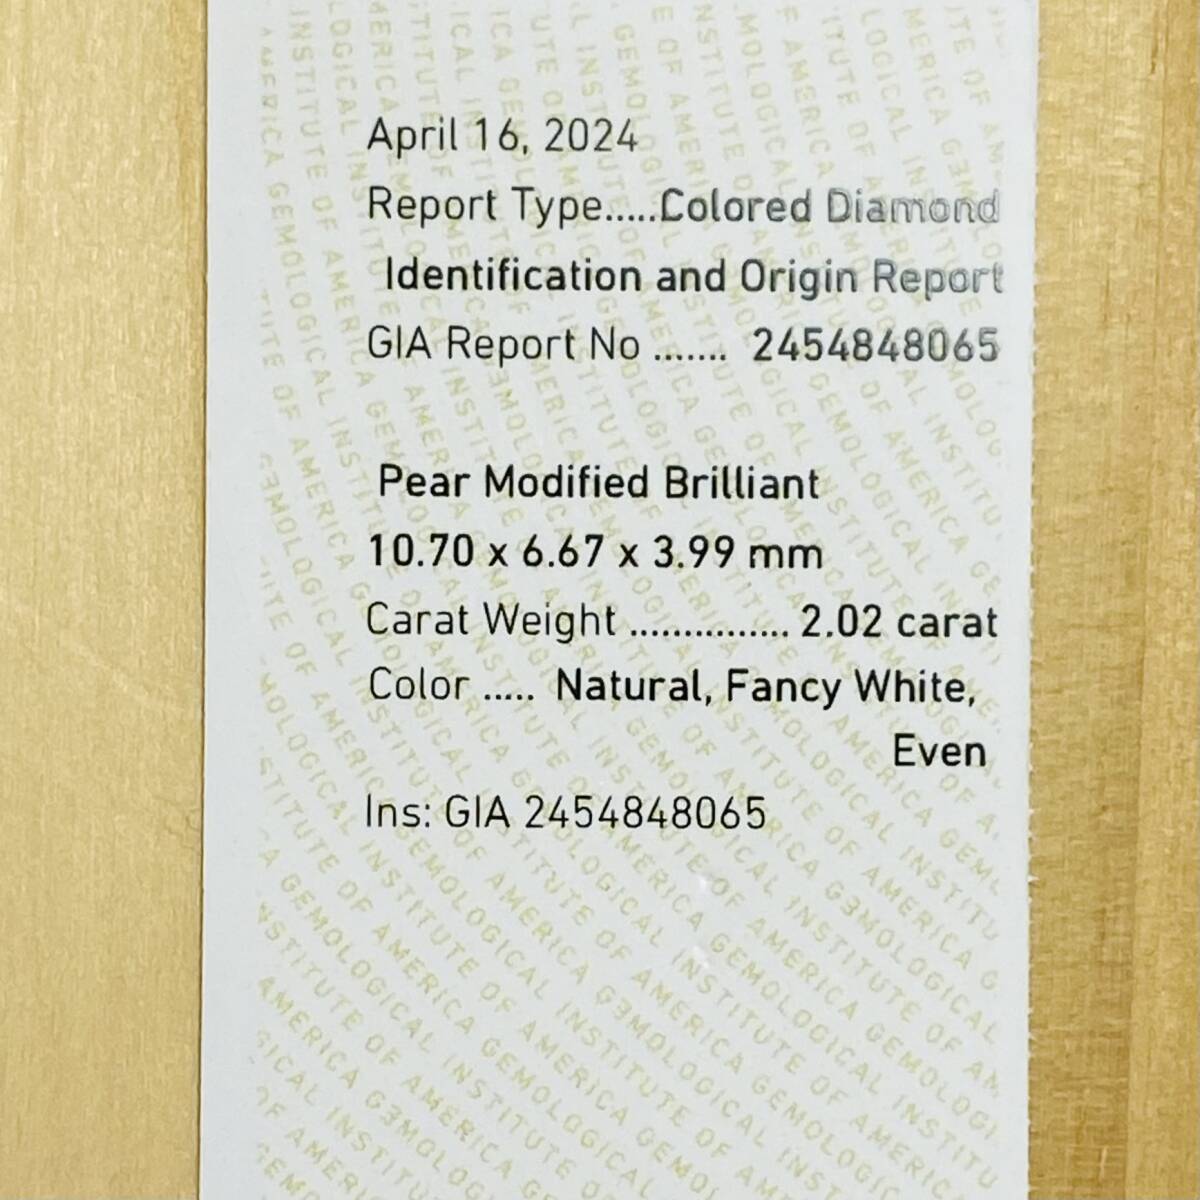 April 16, 2024
Report Type.....Colored Diamond
Identification and Origin Report
GIA Report No ....... 2454848065
Pear Modified Brilliant
10.70 x 6.67 x 3.99 mm
Carat Weight ............... 2.02 carat
Color ..... Natural, Fancy White,
Even
Ins: GIA 2454848065